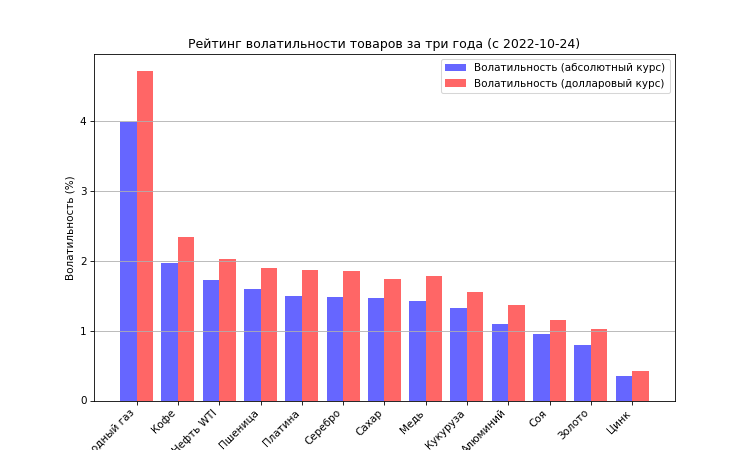 Рейтинг волатильности товаров за три года (с 2022-10-24)
Волатильность (абсолютный курс)
Волатильность (долларовый курс)
Волатильность (%)
4
3
2
1
0
одный газ
Кофе
Нефть WTI
Пшеница
Платина
Серебро
Сахар
Медь
Кукуруза
Алюминий
Соя
Золото
Цинк